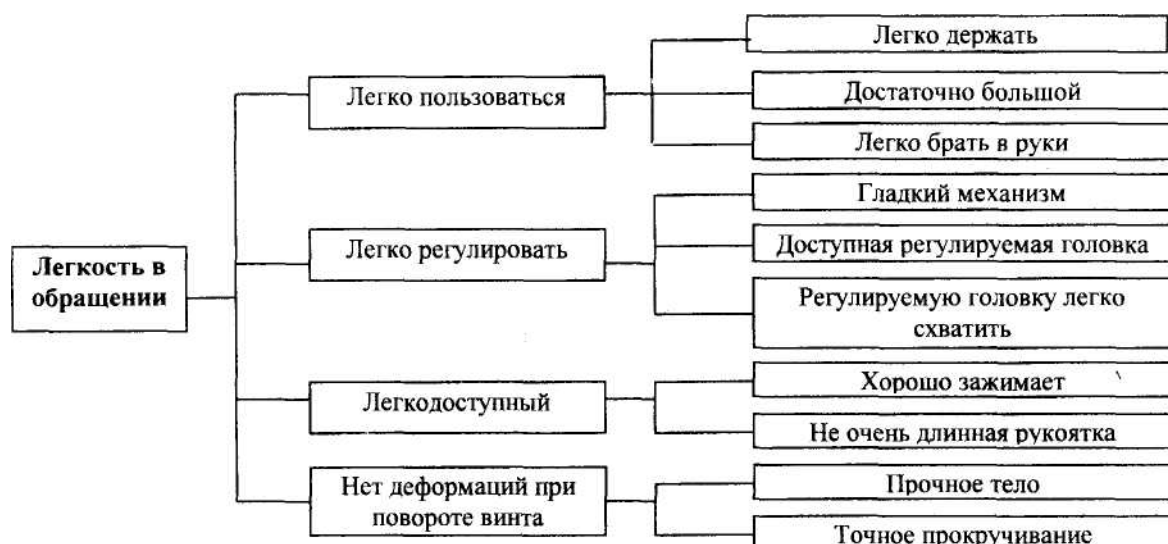 Легко держать
Легко пользоваться
Достаточно большой
Легко брать в руки
Гладкий механизм
Легко регулировать
Доступная регулируемая головка
Легкость в
обращении
Регулируемую головку легко
схватить
Хорошо зажимает
Легкодоступный
Не очень длинная рукоятка
Нет деформаций при
повороте винта
Прочное тело
Точное прокручивание